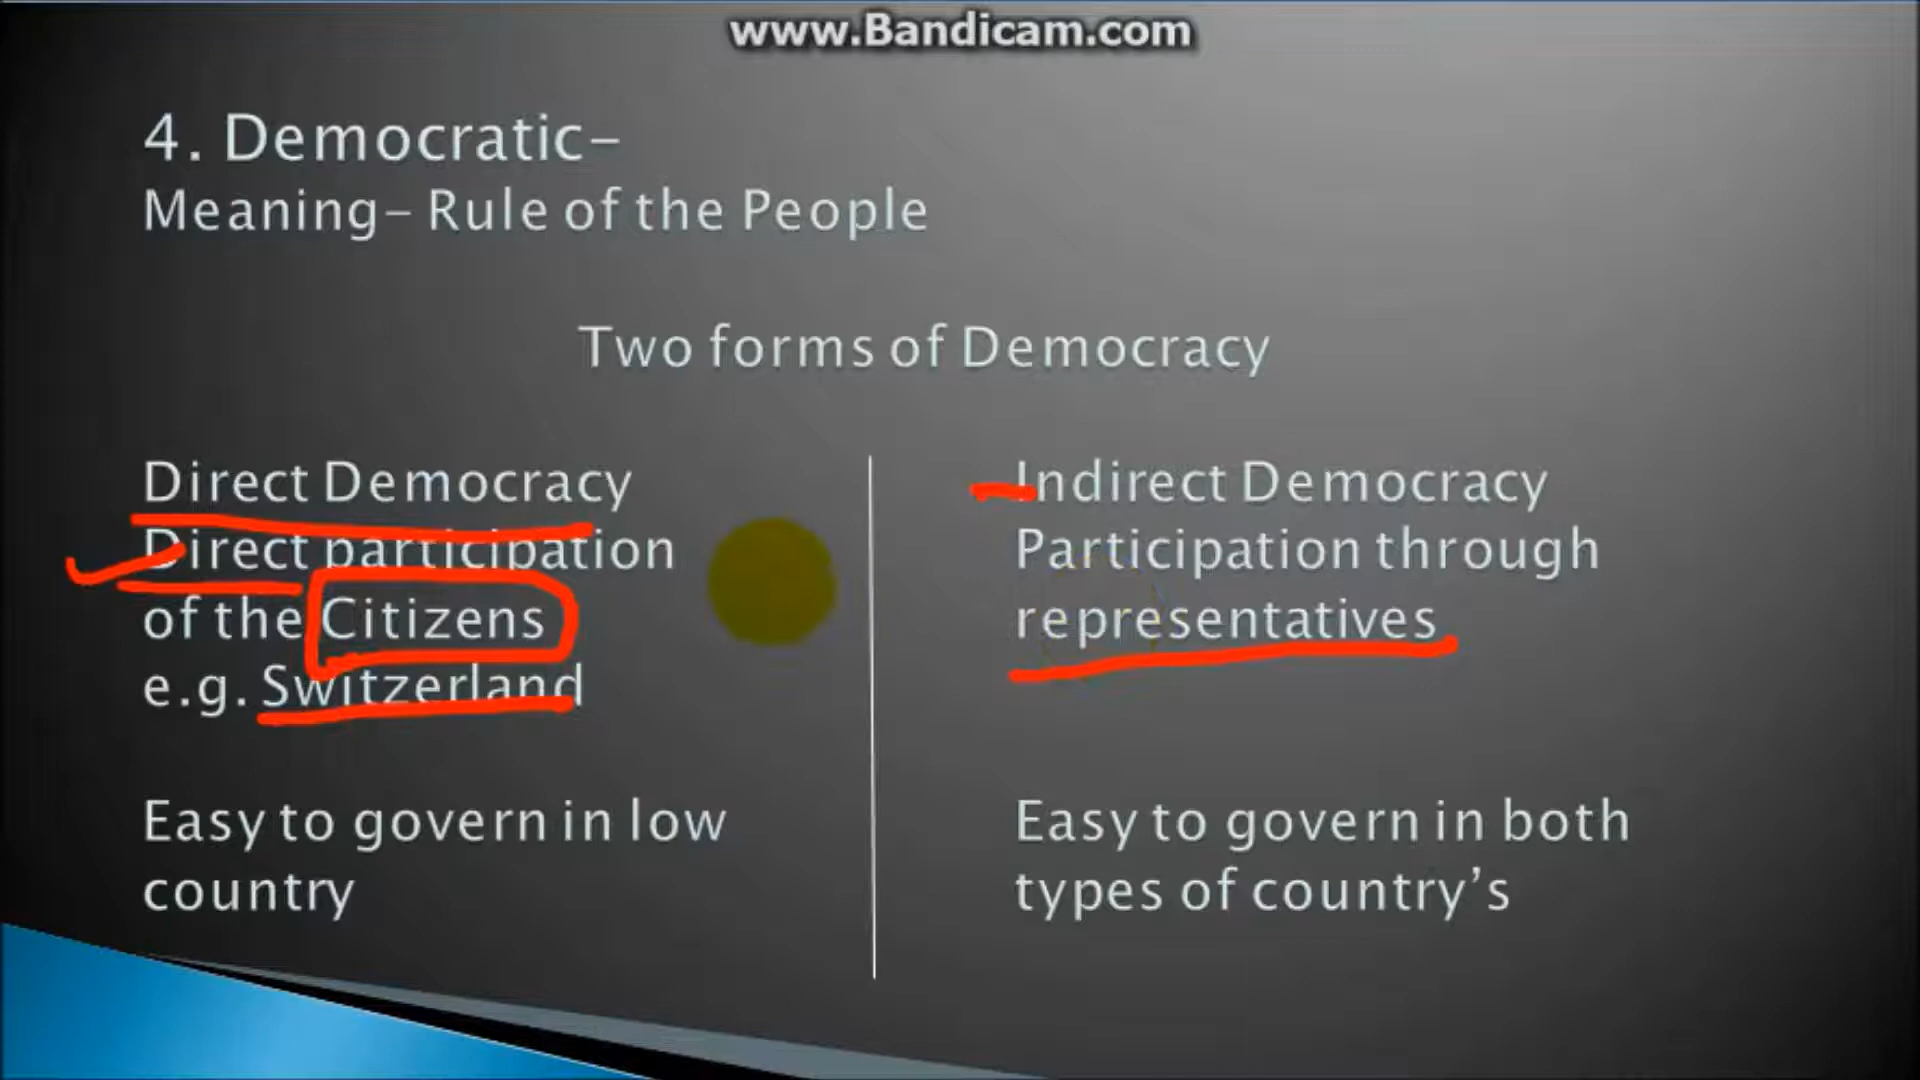 www.Bandicam.com
4. Democratic-
Meaning- Rule of the People
Two forms of Democracy
Direct Democracy
Direct participation
of the Citizens
e.g. Switzerland
Easy to govern in low
country
Indirect Democracy
Participation through
representatives
Easy to govern in both
types of country's